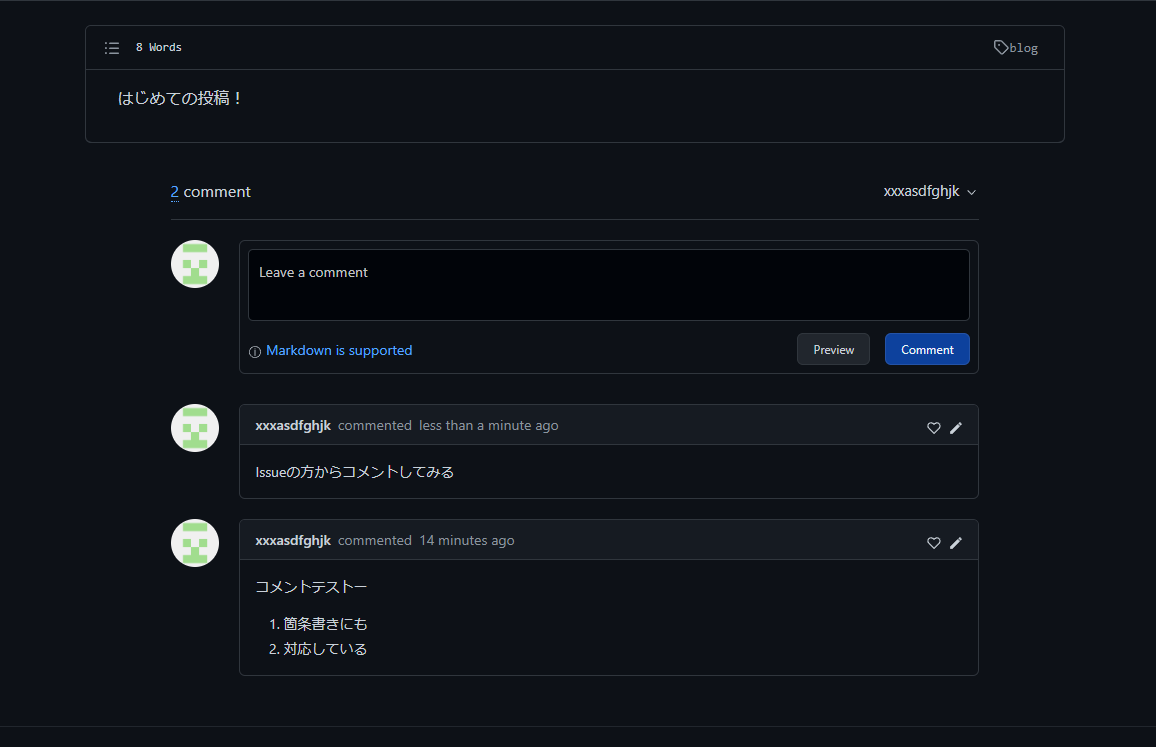 8 Words
blog
はじめての投稿！
2 comment
xxxasdfghjk
Leave a comment
Markdown is supported
Preview
Comment
xxxasdfghjk commented less than a minute ago
Issueの方からコメントしてみる
xxxasdfghjk commented 14 minutes ago
コメントテストー
1. 箇条書きにも
2. 対応している